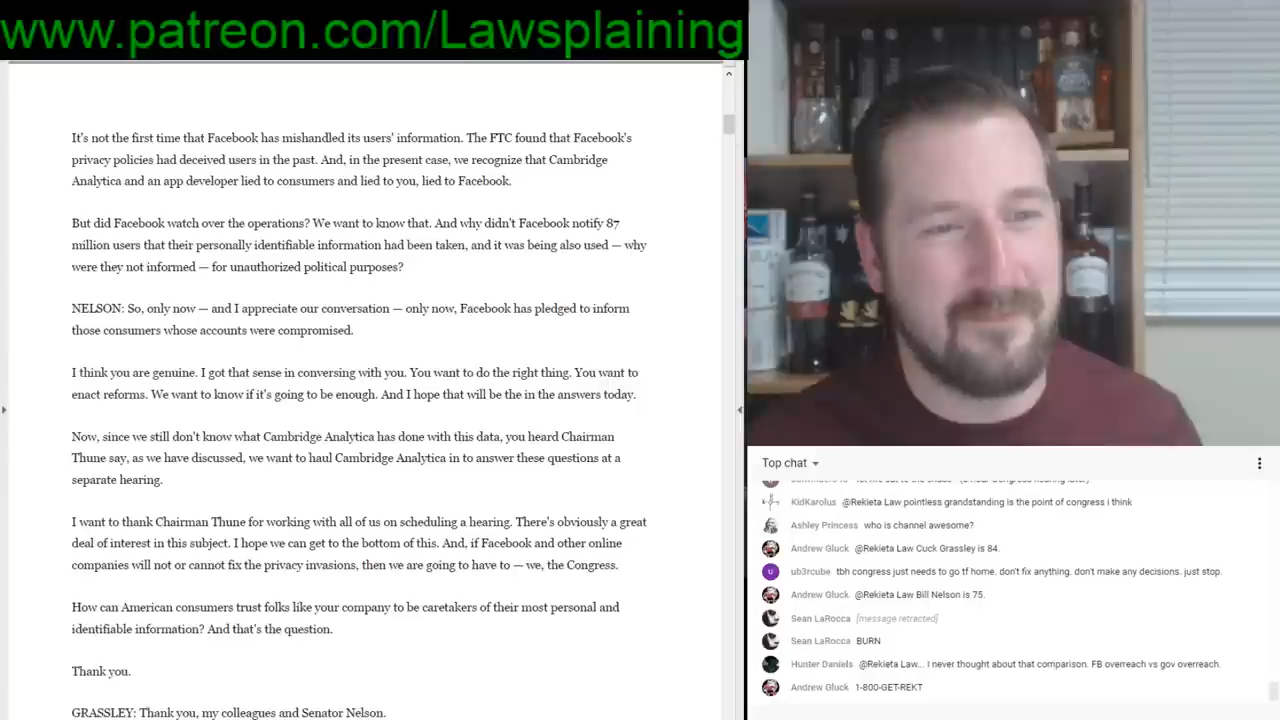 www.patreon.com/Lawsplaining
It's not the first time that Facebook has mishandled its users' information. The FTC found that Facebook's
privacy policies had deceived users in the past. And, in the present case, we recognize that Cambridge
Analytica and an app developer lied to consumers and lied to you, lied to Facebook.
But did Facebook watch over the operations? We want to know that. And why didn't Facebook notify 87
million users that their personally identifiable information had been taken, and it was being also used — why
were they not informed — for unauthorized political purposes?
NELSON: So, only now — and I appreciate our conversation — only now, Facebook has pledged to inform
those consumers whose accounts were compromised.
I think you are genuine. I got that sense in conversing with you. You want to do the right thing. You want to
enact reforms. We want to know if it's going to be enough. And I hope that will be the in the answers today.
Now, since we still don't know what Cambridge Analytica has done with this data, you heard Chairman
Thune say, as we have discussed, we want to haul Cambridge Analytica in to answer these questions at a
separate hearing.
I want to thank Chairman Thune for working with all of us on scheduling a hearing. There's obviously a great
deal of interest in this subject. I hope we can get to the bottom of this. And, if Facebook and other online
companies will not or cannot fix the privacy invasions, then we are going to have to — we, the Congress.
How can American consumers trust folks like your company to be caretakers of their most personal and
identifiable information? And that's the question.
Thank you.
GRASSLEY: Thank you, my colleagues and Senator Nelson.
Top chat
KidKarolus @Rekieta Law pointless grandstanding is the point of congress i think
Ashley Princess who is channel awesome?
Andrew Gluck @Rekieta Law Cuck Grassley is 84.
U ub3rcube tbh congress just needs to go tf home. don't fix anything. don't make any decisions. just stop.
Andrew Gluck @Rekieta Law Bill Nelson is 75.
Sean LaRocca [message retracted]
Sean LaRocca BURN
Hunter Daniels @Rekieta Law... I never thought about that comparison. FB overreach vs gov overreach.
Andrew Gluck 1-800-GET-REKT